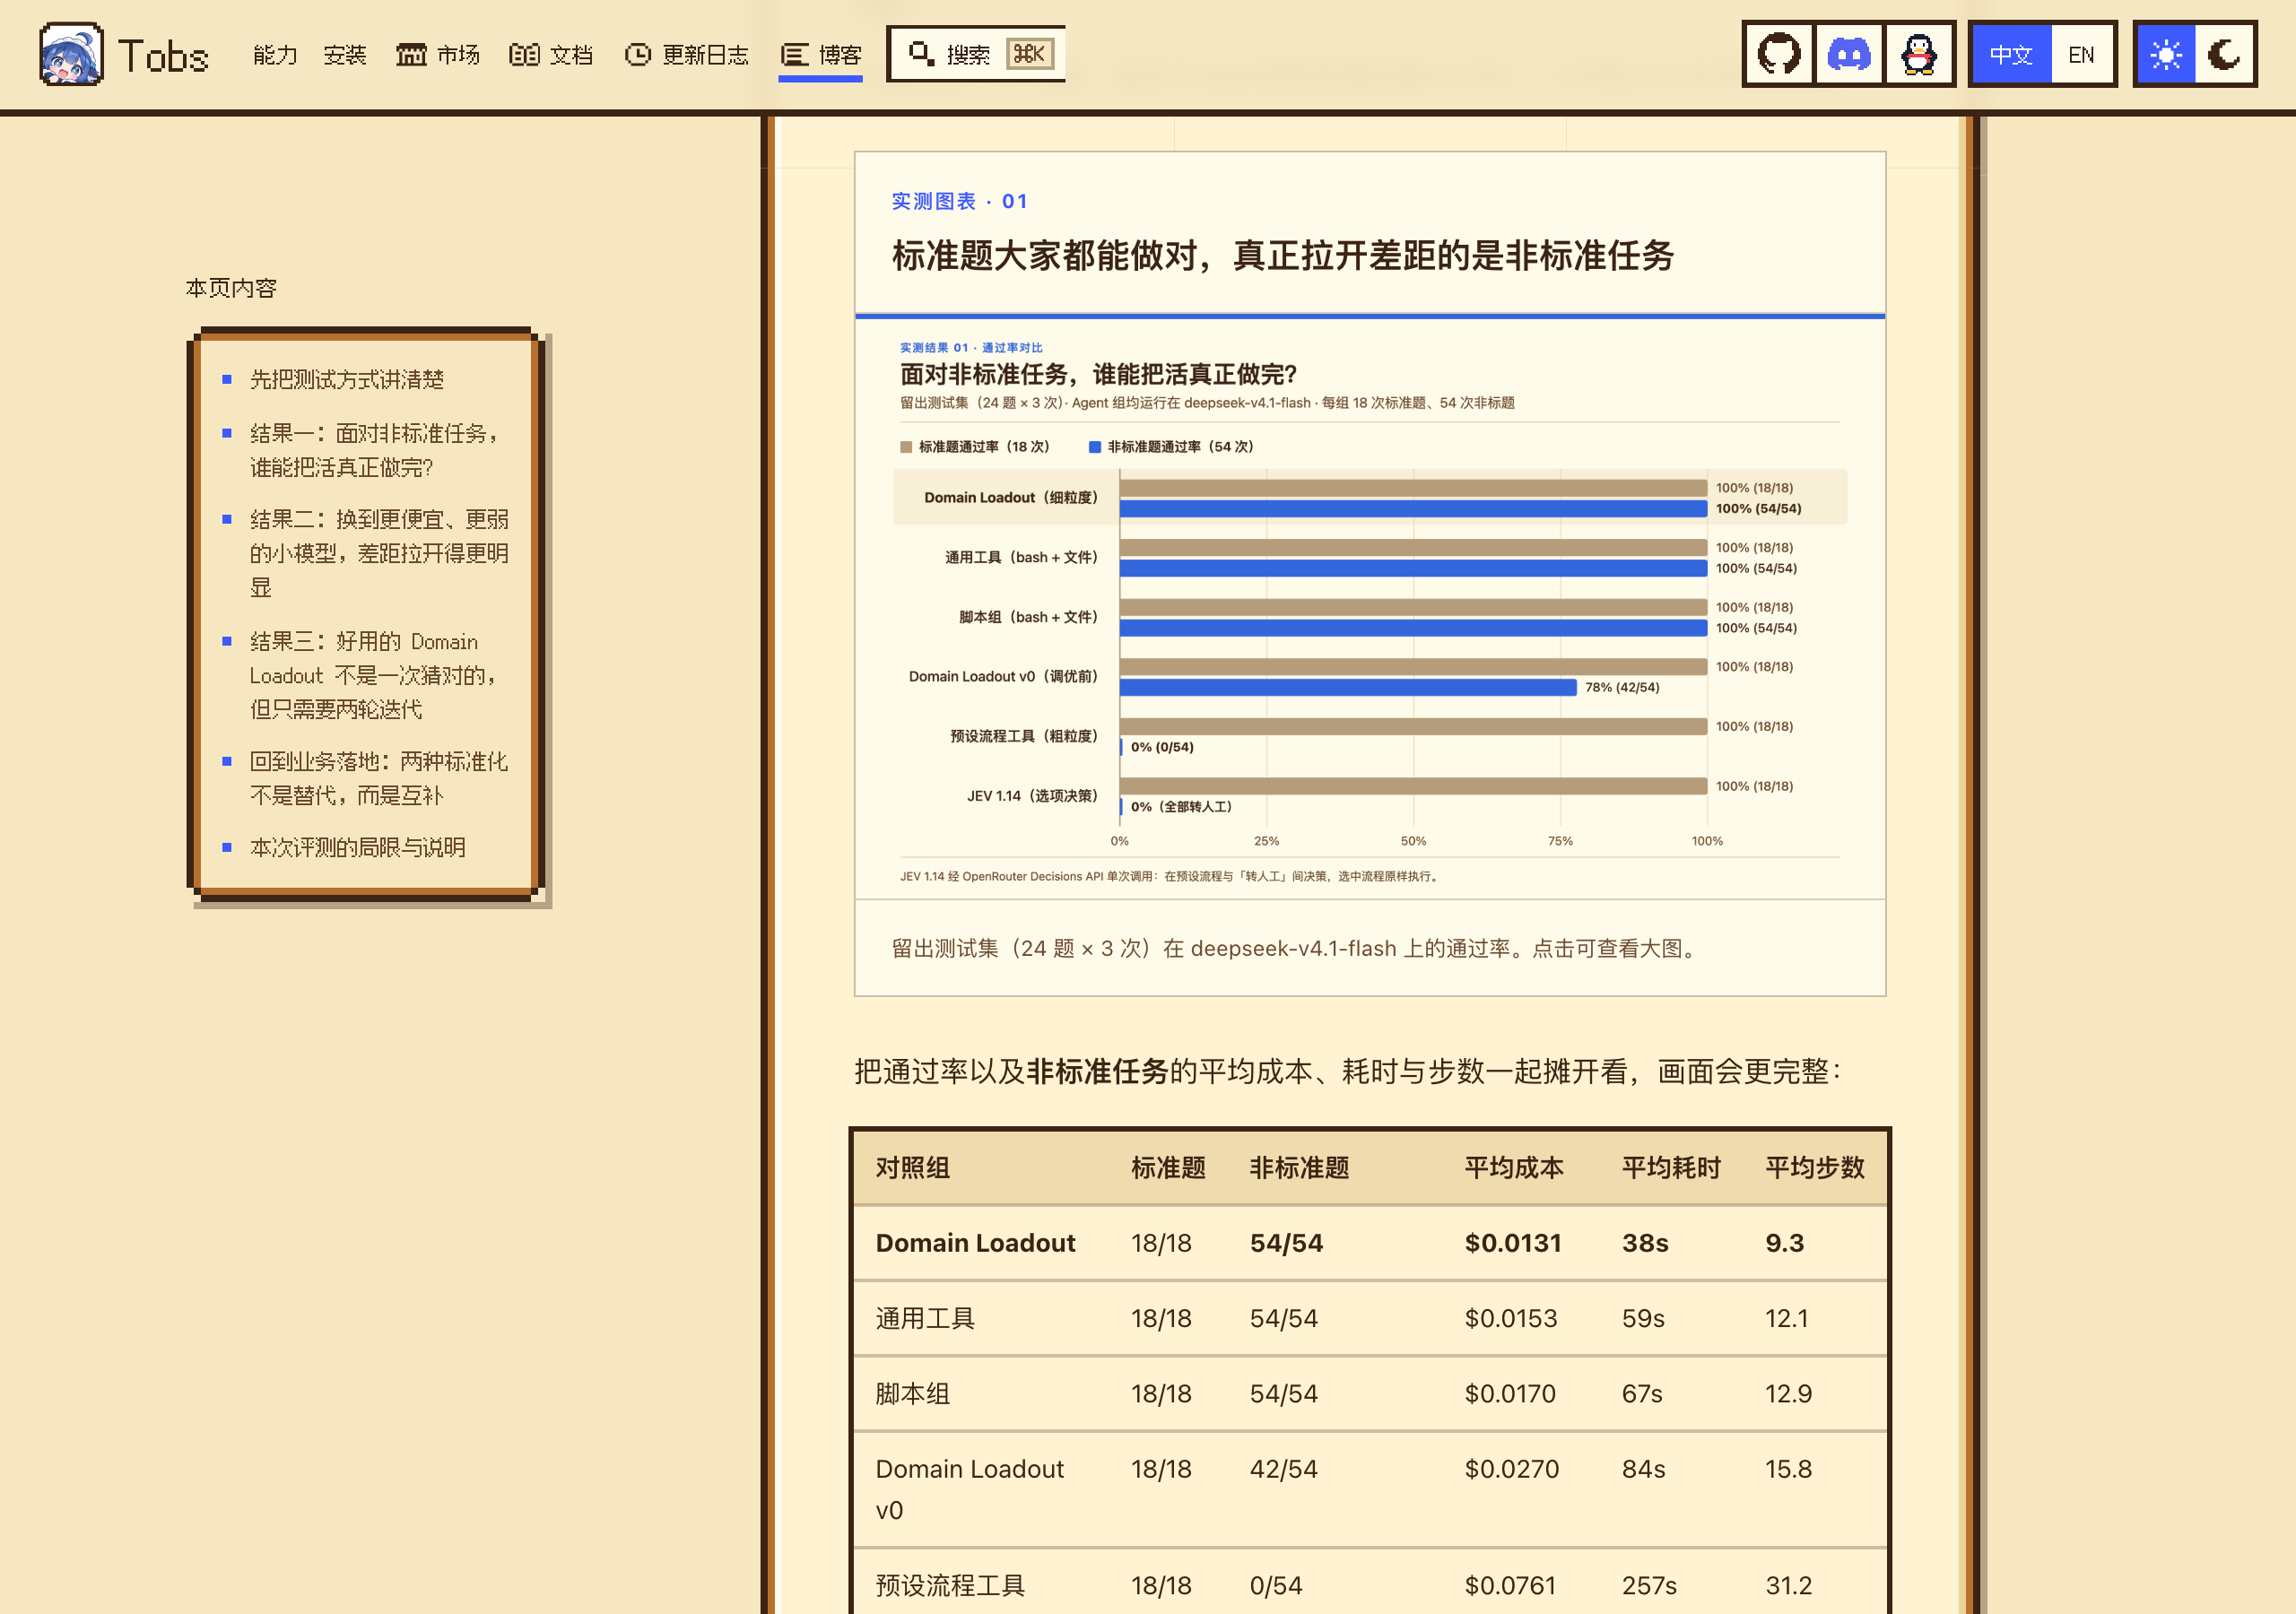 Tobs 能力 安装 市场 文档 更新日志 博客 搜索 ⌘K 中文 EN
本页内容
先把测试方式讲清楚
结果一：面对非标准任务，
谁能把活真正做完？
结果二：换到更便宜、更弱
的小模型，差距拉开得更明
显
结果三：好用的 Domain
Loadout 不是一次猜对的，
但只需要两轮迭代
回到业务落地：两种标准化
不是替代，而是互补
本次评测的局限与说明
实测图表 · 01
标准题大家都能做对，真正拉开差距的是非标准任务
实测结果 01 · 通过率对比
面对非标准任务，谁能把活真正做完？
留出测试集（24 题 × 3 次）· Agent 组均运行在 deepseek-v4.1-flash · 每组 18 次标准题、54 次非标题
标准题通过率（18 次） 非标准题通过率（54 次）
Domain Loadout（细粒度） 100% (18/18)
100% (54/54)
通用工具（bash + 文件） 100% (18/18)
100% (54/54)
脚本组（bash + 文件） 100% (18/18)
100% (54/54)
Domain Loadout v0（调优前） 100% (18/18)
78% (42/54)
预设流程工具（粗粒度） 100% (18/18)
0% (0/54)
JEV 1.14（选项决策） 100% (18/18)
0%（全部转人工）
0% 25% 50% 75% 100%
JEV 1.14 经 OpenRouter Decisions API 单次调用：在预设流程与「转人工」间决策，选中流程原样执行。
留出测试集（24 题 × 3 次）在 deepseek-v4.1-flash 上的通过率。点击可查看大图。
把通过率以及非标准任务的平均成本、耗时与步数一起摊开看，画面会更完整：
对照组 标准题 非标准题 平均成本 平均耗时 平均步数
Domain Loadout 18/18 54/54 $0.0131 38s 9.3
通用工具 18/18 54/54 $0.0153 59s 12.1
脚本组 18/18 54/54 $0.0170 67s 12.9
Domain Loadout 18/18 42/54 $0.0270 84s 15.8
v0
预设流程工具 18/18 0/54 $0.0761 257s 31.2